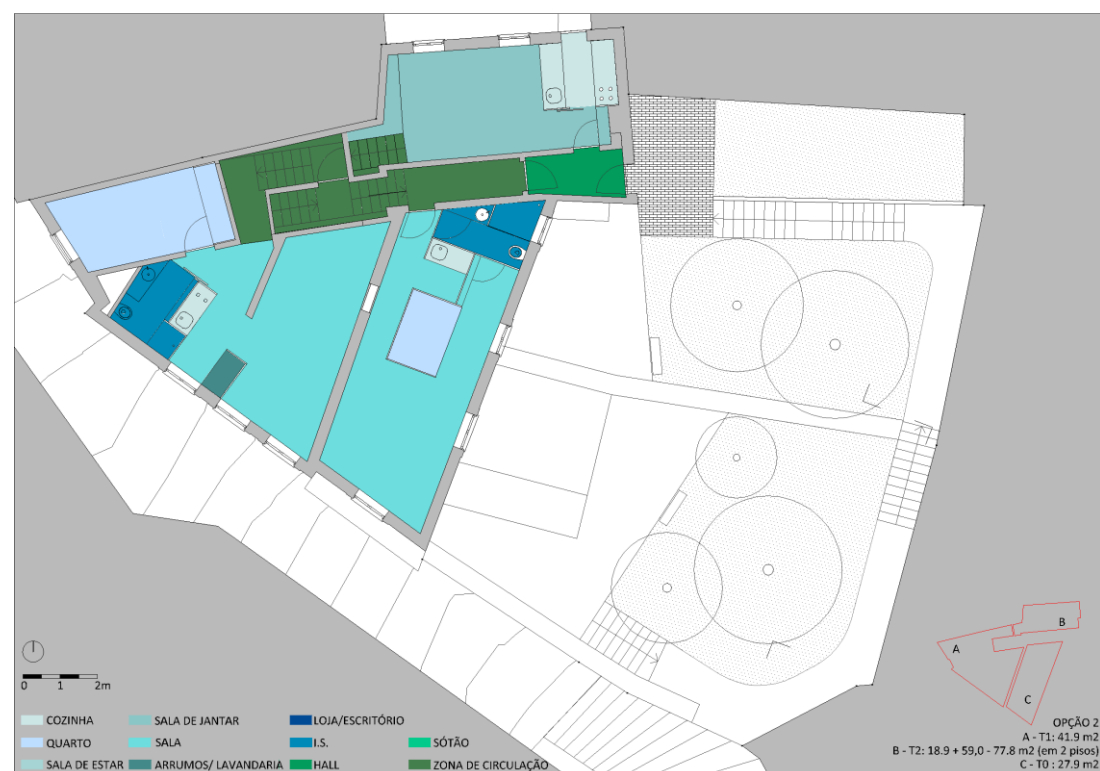 A
B
C
0 1 2m
COZINHA
SALA DE JANTAR
LOJA/ESCRITÓRIO
QUARTO
SALA
I.S.
SÓTÃO
SALA DE ESTAR
ARRUMOS/ LAVANDARIA
HALL
ZONA DE CIRCULAÇÃO
OPÇÃO 2
A - T1: 41.9 m2
B - T2: 18.9 + 59,0 - 77.8 m2 (em 2 pisos)
C - T0 : 27.9 m2